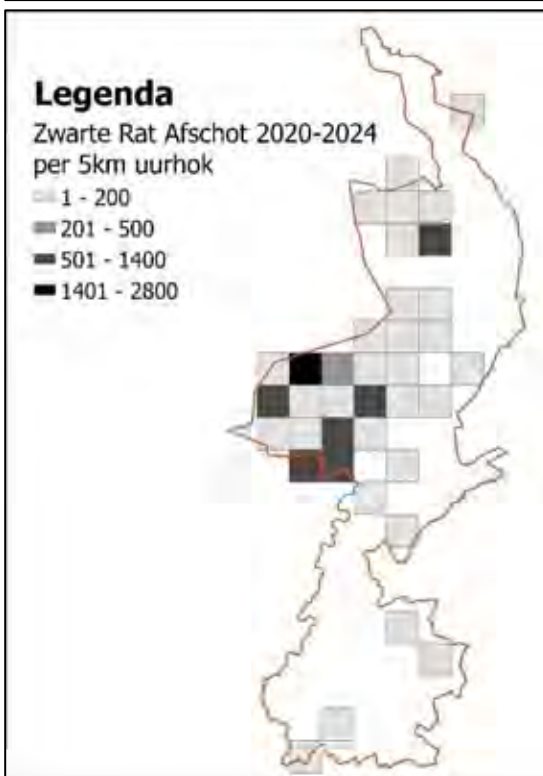 Legenda
Zwarte Rat Afschot 2020-2024
per 5km uurhok
1 - 200
201 - 500
501 - 1400
1401 - 2800